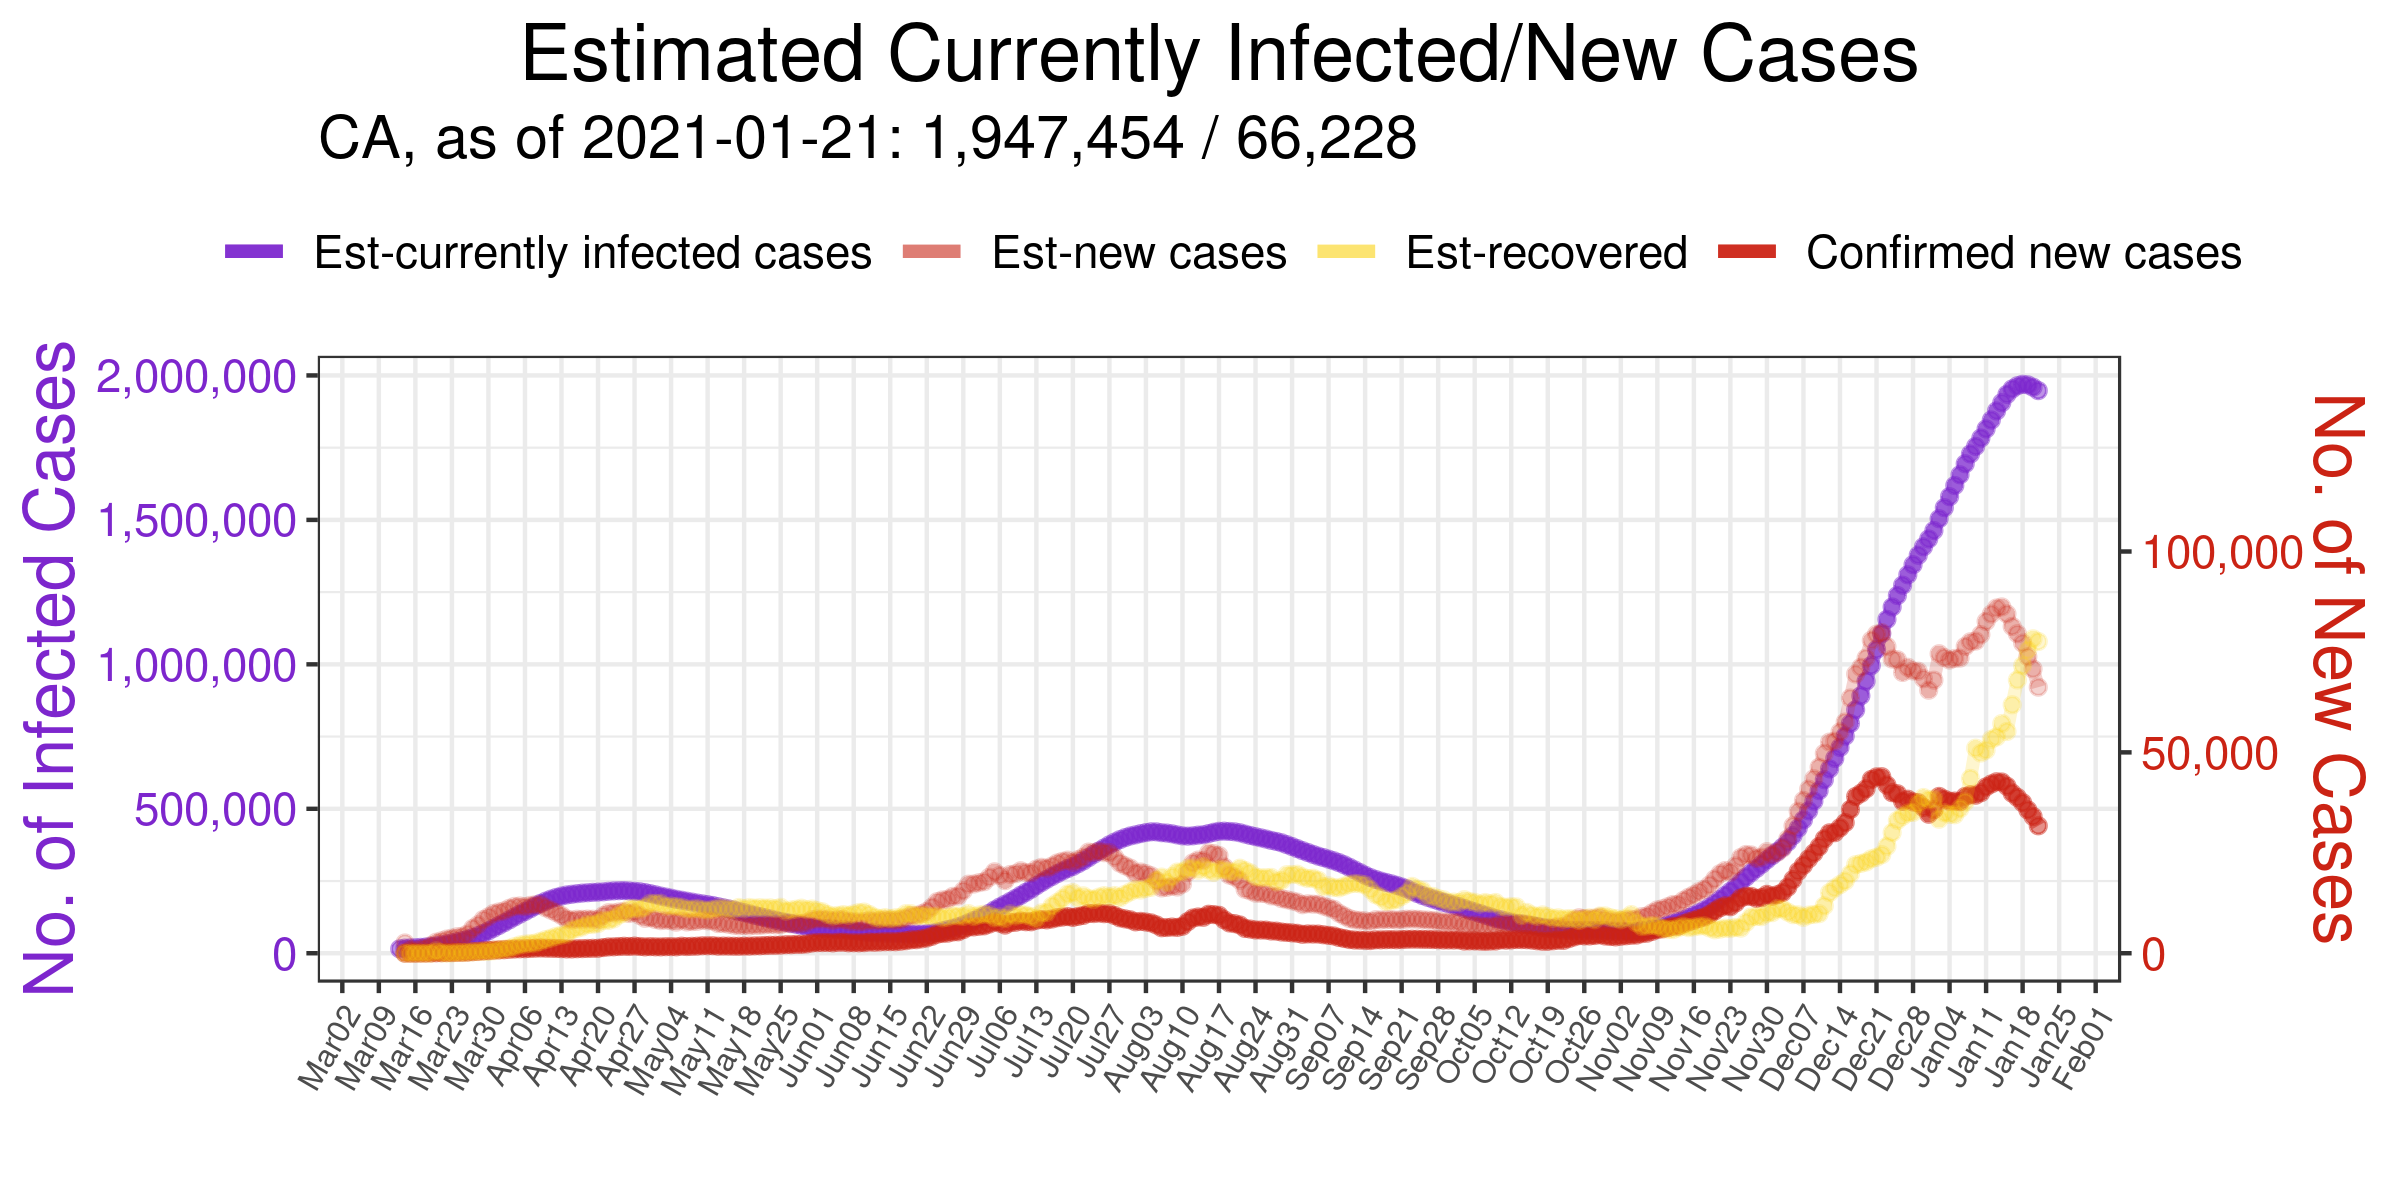 Estimated Currently Infected/New Cases
CA, as of 2021-01-21: 1,947,454 / 66,228
Est-currently infected cases Est-new cases Est-recovered Confirmed new cases
No. of Infected Cases
2,000,000
1,500,000
1,000,000
500,000
0
100,000
50,000
0
No. of New Cases
Mar02 Mar09 Mar16 Mar23 Mar30 Apr06 Apr13 Apr20 Apr27 May04 May11 May18 May25 Jun01 Jun08 Jun15 Jun22 Jun29 Jul06 Jul13 Jul20 Jul27 Aug03 Aug10 Aug17 Aug24 Aug31 Sep07 Sep14 Sep21 Sep28 Oct05 Oct12 Oct19 Oct26 Nov02 Nov09 Nov16 Nov23 Nov30 Dec07 Dec14 Dec21 Dec28 Jan04 Jan11 Jan18 Jan25 Feb01